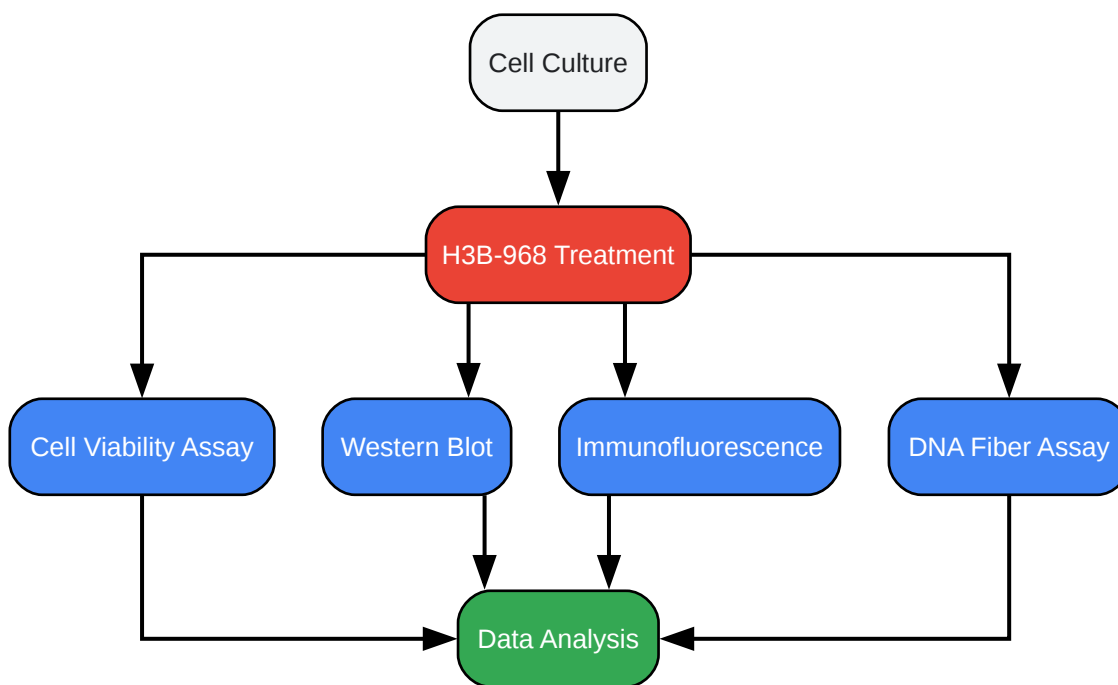 Cell Culture
H3B-968 Treatment
Cell Viability Assay
Western Blot
Immunofluorescence
DNA Fiber Assay
Data Analysis